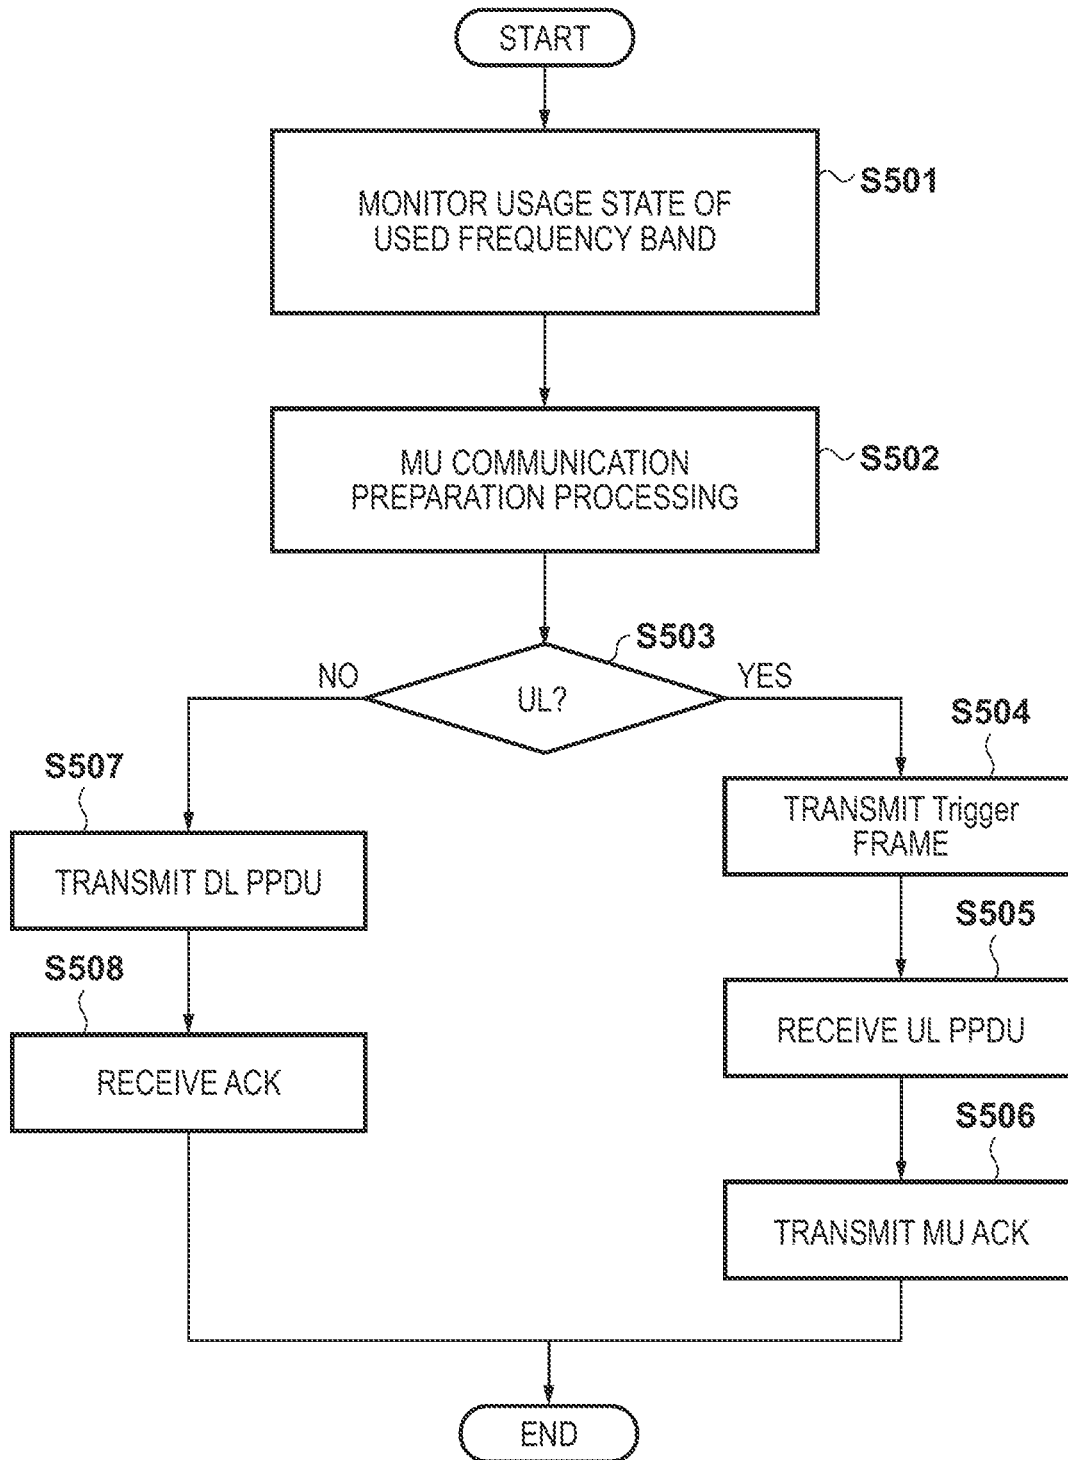 START
MONITOR USAGE STATE OF
USED FREQUENCY BAND
S501
MU COMMUNICATION
PREPARATION PROCESSING
S502
S503
NO
UL?
YES
S504
TRANSMIT Trigger
FRAME
S507
TRANSMIT DL PPDU
S505
RECEIVE UL PPDU
S508
RECEIVE ACK
S506
TRANSMIT MU ACK
END